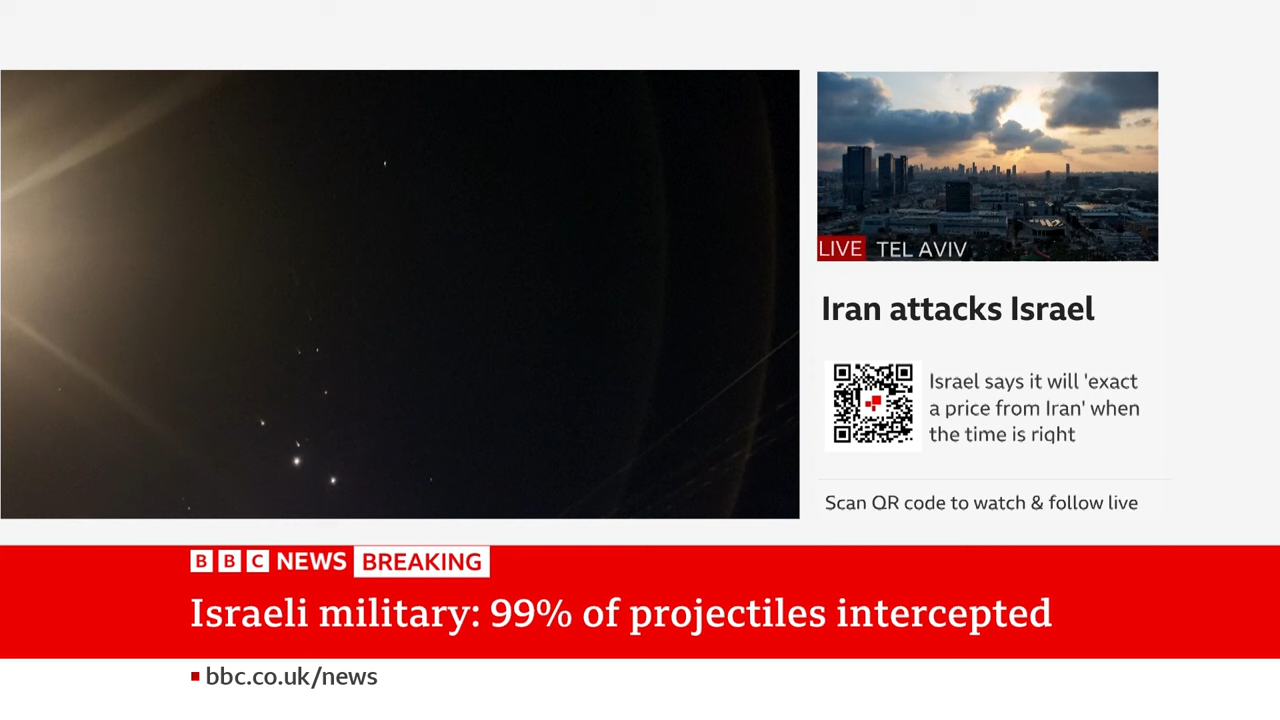 LIVE TEL AVIV
Iran attacks Israel
Israel says it will 'exact
a price from Iran' when
the time is right
Scan QR code to watch & follow live
BBC NEWS BREAKING
Israeli military: 99% of projectiles intercepted
bbc.co.uk/news